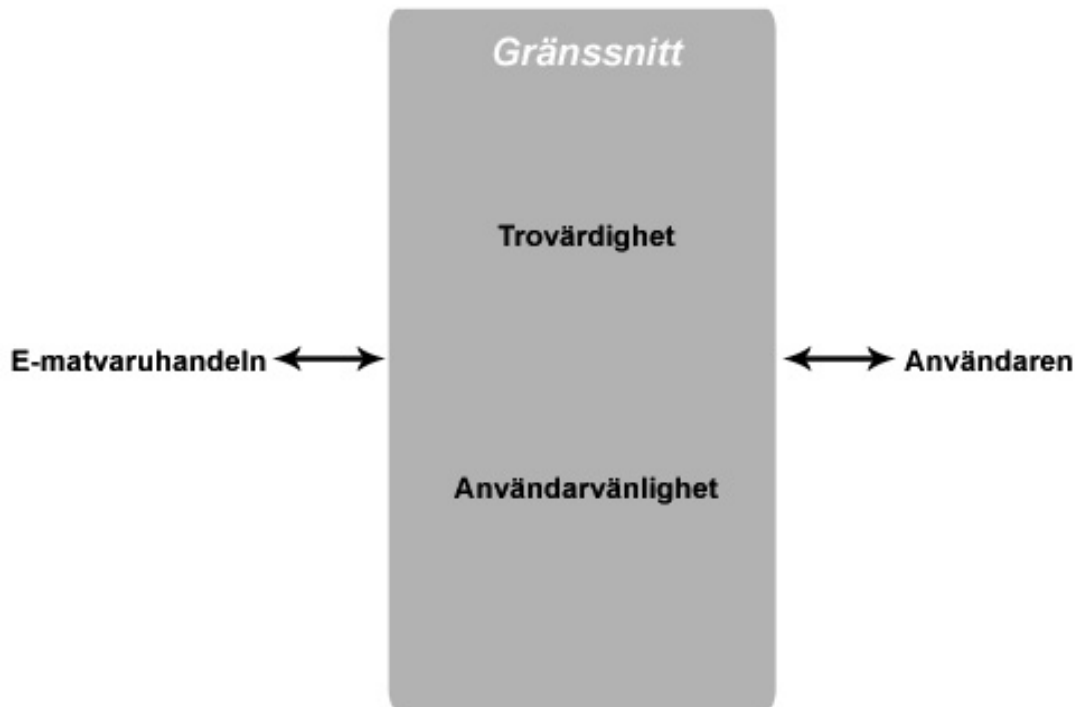 Gränssnitt
Trovärdighet
E-matvaruhandeln
Användaren
Användarvänlighet